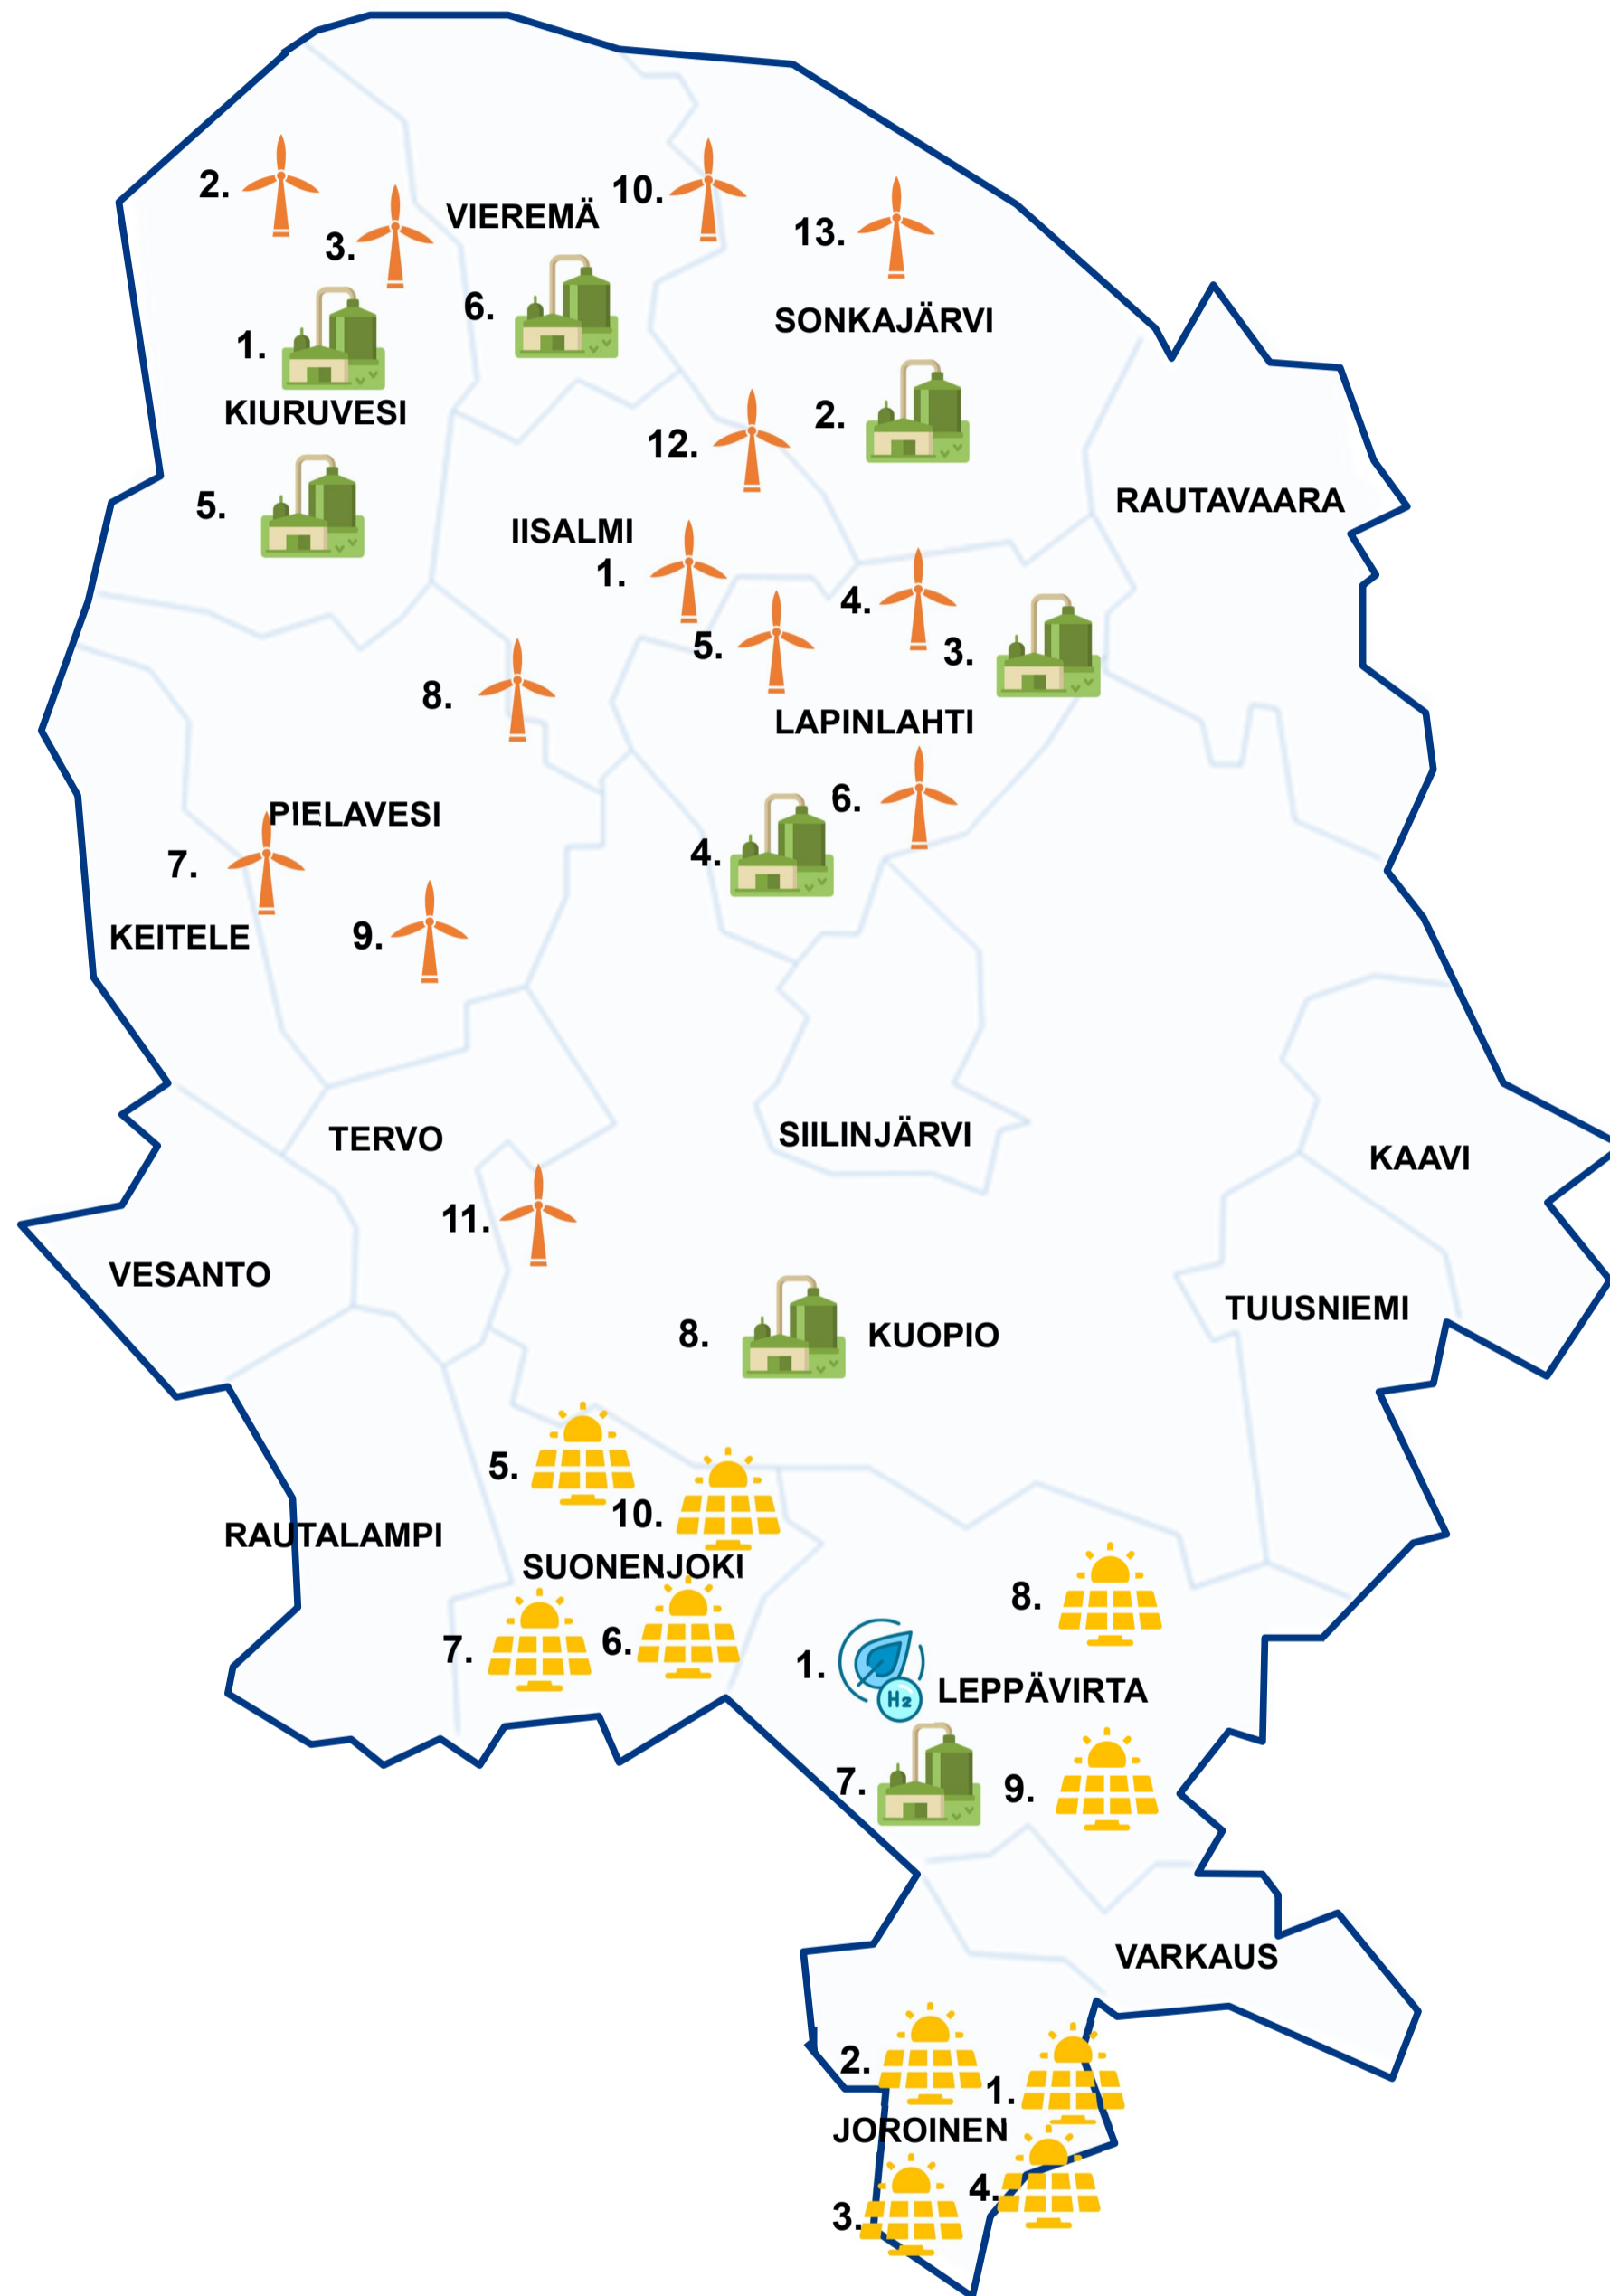 2.
10.
VIEREMÄ
13.
3.
6.
SONKAJÄRVI
1.
KIURUVESI
2.
12.
RAUTAVAARA
5.
IISALMI
1.
4.
5.
3.
8.
LAPINLAHTI
6.
PIELAVESI
4.
7.
KEITELE
9.
TERVO
SIILINJÄRVI
KAAVI
11.
VESANTO
TUUSNIEMI
8.
KUOPIO
5.
10.
RAUTALAMPI
SUONENJOKI
8.
7.
6.
1.
H2
LEPPÄVIRTA
7.
9.
VARKAUS
2.
1.
JOROINEN
4.
3.